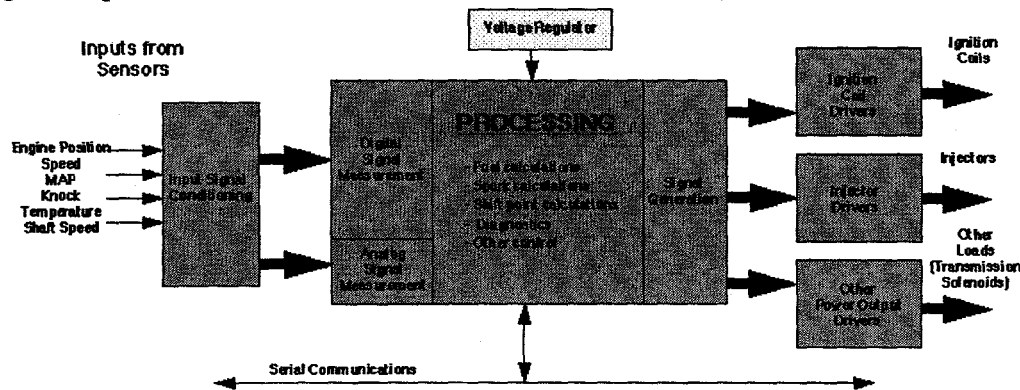 Voltage Regulator
Inputs from
Sensors
Engine Position
Speed
MAP
Knock
Temperature
Shaft Speed
Input Signal
Conditioning
Digital
Signal
Measurement
Analog
Signal
Measurement
PROCESSING
- Fuel calculations
- Spark calculations
- Shift point calculations
- Diagnostics
- Other control
Signal
Generation
Ignition
Coil
Drivers
Injector
Drivers
Other
Power Output
Drivers
Ignition
Coils
Injectors
Other
Loads
(Transmission
Solenoids)
Serial Communications